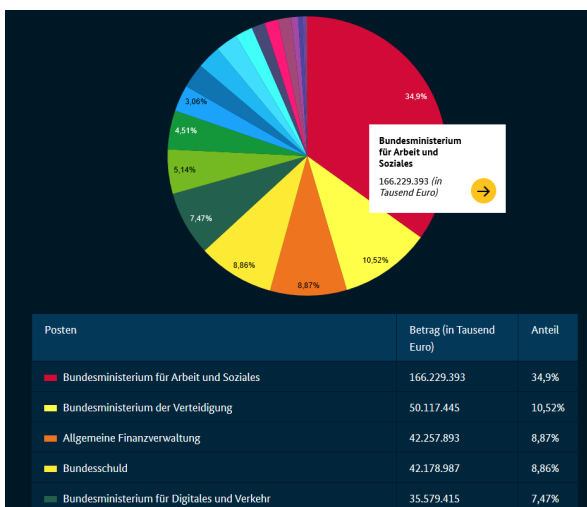 34,9%
Bundesministerium
für Arbeit und
Soziales
166.229.393 (in
Tausend Euro)
3,06%
4,51%
5,14%
7,47%
8,86%
8,87%
10,52%
Posten
Betrag (in Tausend
Euro)
Anteil
Bundesministerium für Arbeit und Soziales 166.229.393 34,9%
Bundesministerium der Verteidigung 50.117.445 10,52%
Allgemeine Finanzverwaltung 42.257.893 8,87%
Bundesschuld 42.178.987 8,86%
Bundesministerium für Digitales und Verkehr 35.579.415 7,47%